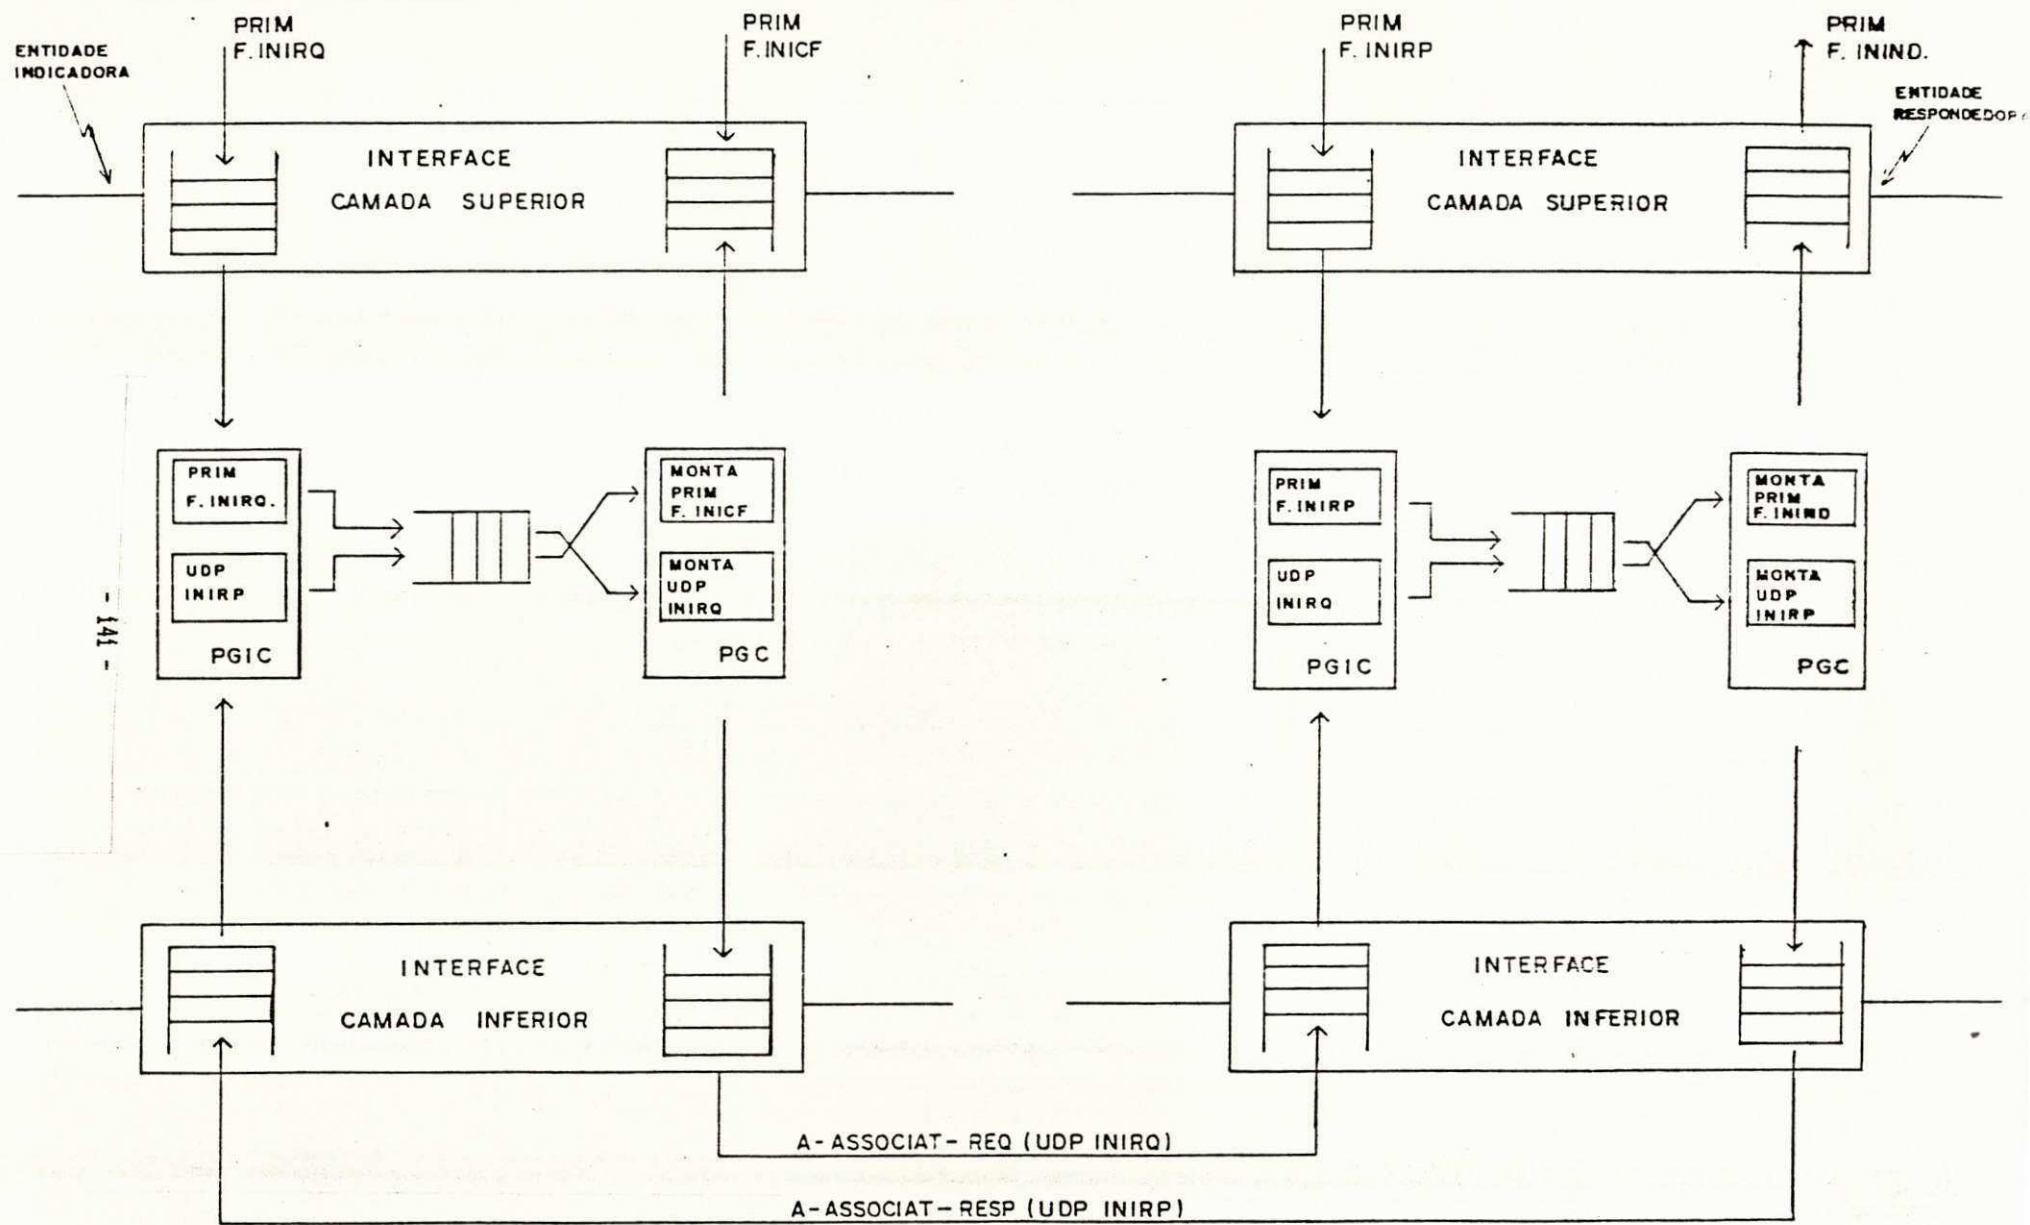 PRIM
F. INIRQ
PRIM
F. INICF
PRIM
F. INIRP
PRIM
F. ININD.
ENTIDADE
INDICADORA
ENTIDADE
RESPONDEDOR
INTERFACE
CAMADA SUPERIOR
INTERFACE
CAMADA SUPERIOR
PRIM
F. INIRQ.
UDP
INIRP
PGIC
MONTA
PRIM
F. INICF
MONTA
UDP
INIRQ
PGC
PRIM
F. INIRP
UDP
INIRQ
PGIC
MONTA
PRIM
F. ININD
MONTA
UDP
INIRP
PGC
- 141 -
INTERFACE
CAMADA INFERIOR
INTERFACE
CAMADA INFERIOR
A-ASSOCIAT-REQ (UDP INIRQ)
A-ASSOCIAT-RESP (UDP INIRP)